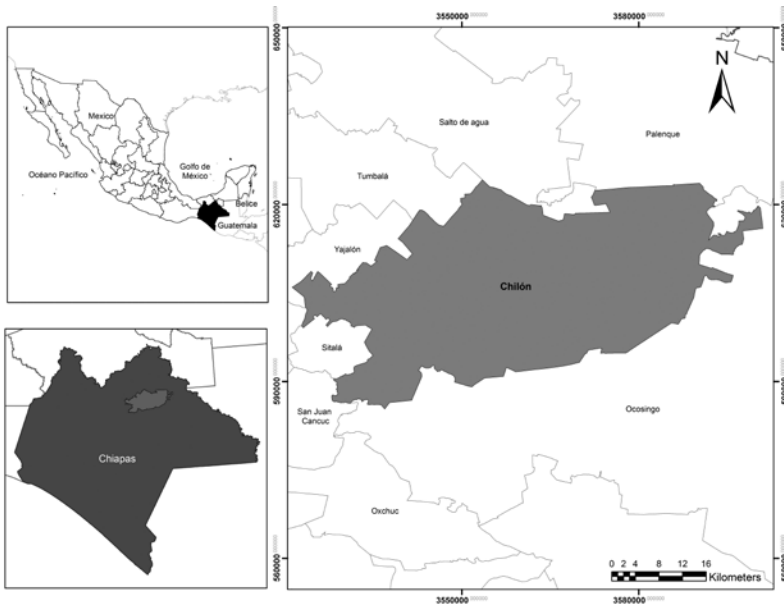 Mexico
Océano Pacífico
Golfo de
México
Belice
Guatemala
Chiapas
3550000
3580000
N
Salto de agua
Palenque
Tumbalá
Yajalón
Chilón
Sitalá
San Juan
Cancuc
Ocosingo
Oxchuc
620000
590000
560000
0 2 4
8
12
16
Kilometers
3550000
3580000